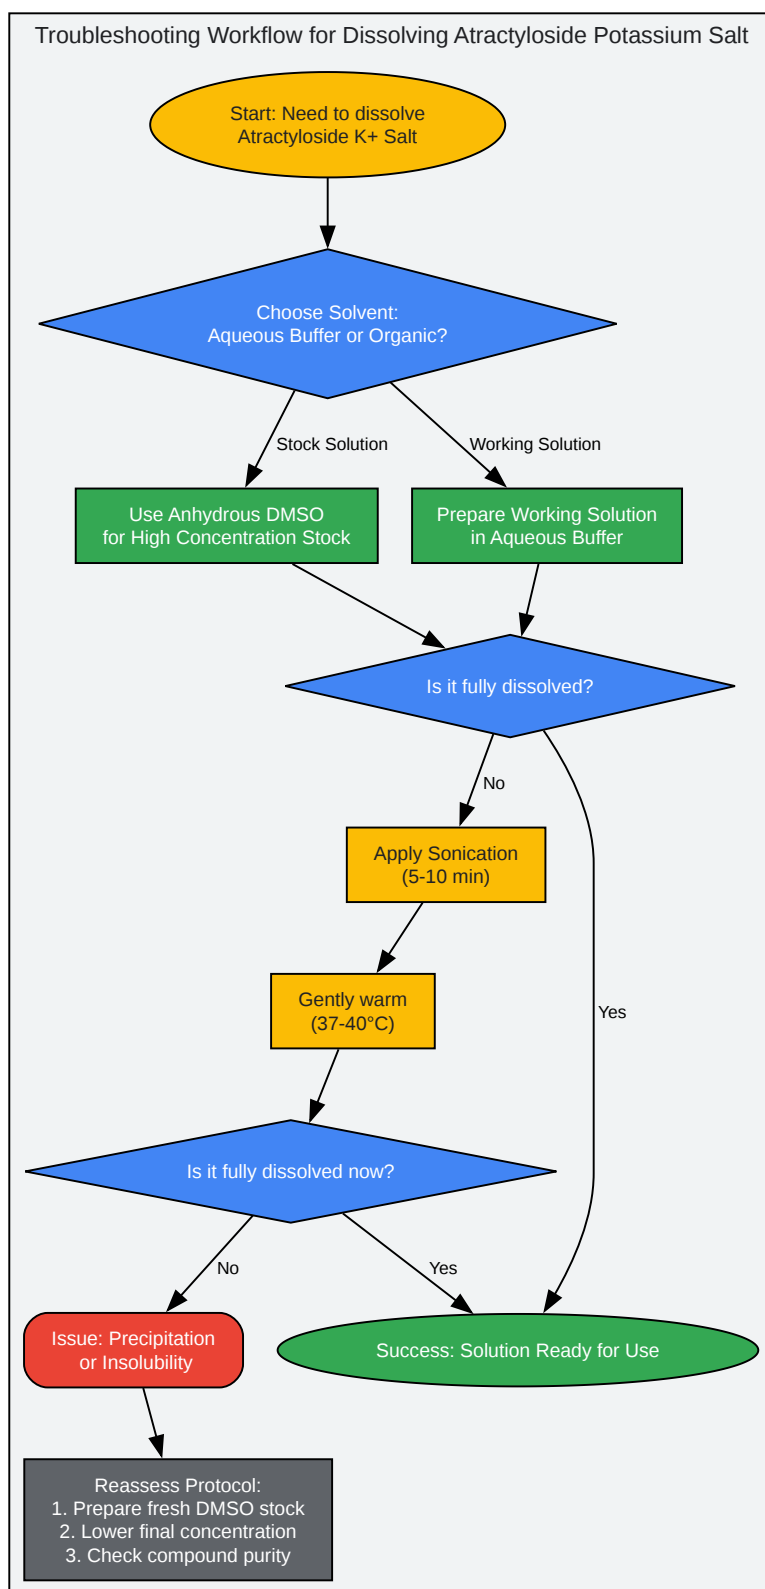 Troubleshooting Workflow for Dissolving Atractyloside Potassium Salt
Start: Need to dissolve
Atractyloside K+ Salt
Choose Solvent:
Aqueous Buffer or Organic?
Stock Solution
Working Solution
Use Anhydrous DMSO
for High Concentration Stock
Prepare Working Solution
in Aqueous Buffer
Is it fully dissolved?
No
Apply Sonication
(5-10 min)
Gently warm
(37-40°C)
Yes
Is it fully dissolved now?
No
Yes
Issue: Precipitation
or Insolubility
Success: Solution Ready for Use
Reassess Protocol:
1. Prepare fresh DMSO stock
2. Lower final concentration
3. Check compound purity